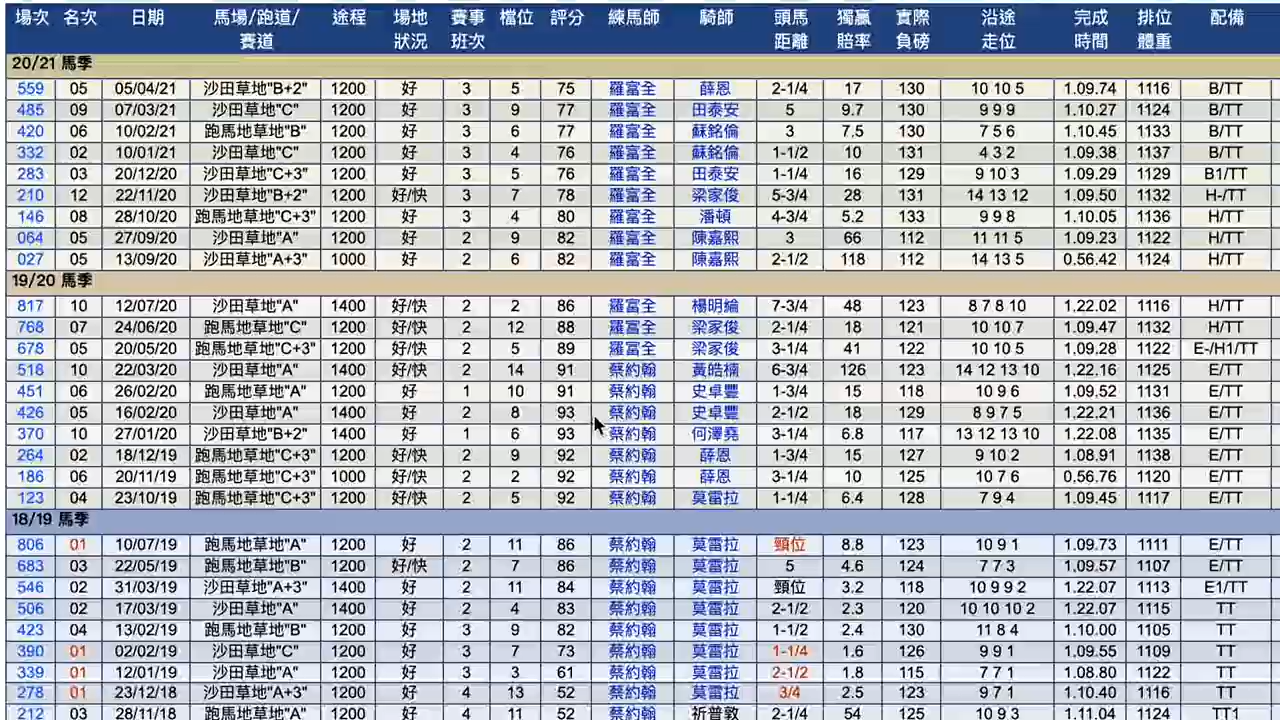 場次 名次 日期 馬場/跑道/賽道 途程 場地狀況 賽事班次 檔位 評分 練馬師 騎師 頭馬距離 獨贏賠率 實際負磅 沿途走位 完成時間 排位體重 配備
20/21 馬季
559 05 05/04/21 沙田草地"B+2" 1200 好 3 5 75 羅富全 薛恩 2-1/4 17 130 10 10 5 1.09.74 1116 B/TT
485 09 07/03/21 沙田草地"C" 1200 好 3 9 77 羅富全 田泰安 5 9.7 130 9 9 9 1.10.27 1124 B/TT
420 06 10/02/21 跑馬地草地"B" 1200 好 3 6 77 羅富全 蘇銘倫 3 7.5 130 7 5 6 1.10.45 1133 B/TT
332 02 10/01/21 沙田草地"C" 1200 好 3 4 76 羅富全 蘇銘倫 1-1/2 10 131 4 3 2 1.09.38 1137 B/TT
283 03 20/12/20 沙田草地"C+3" 1200 好 3 5 76 羅富全 田泰安 1-1/4 16 129 9 10 3 1.09.29 1129 B1/TT
210 12 22/11/20 沙田草地"B+2" 1200 好/快 3 7 78 羅富全 梁家俊 5-3/4 28 131 14 13 12 1.09.50 1132 H-/TT
146 08 28/10/20 跑馬地草地"C+3" 1200 好 3 4 80 羅富全 潘頓 4-3/4 5.2 133 9 9 8 1.10.05 1136 H/TT
064 05 27/09/20 沙田草地"A" 1200 好 2 9 82 羅富全 陳嘉熙 3 66 112 11 11 5 1.09.23 1122 H/TT
027 05 13/09/20 沙田草地"A+3" 1000 好 2 6 82 羅富全 陳嘉熙 2-1/2 118 112 14 13 5 0.56.42 1124 H/TT
19/20 馬季
817 10 12/07/20 沙田草地"A" 1400 好/快 2 2 86 羅富全 楊明綸 7-3/4 48 123 8 7 8 10 1.22.02 1116 H/TT
768 07 24/06/20 跑馬地草地"C" 1200 好/快 2 12 88 羅富全 梁家俊 2-1/4 18 121 10 10 7 1.09.47 1132 H/TT
678 05 20/05/20 跑馬地草地"C+3" 1200 好/快 2 5 89 羅富全 梁家俊 3-1/4 41 122 10 10 5 1.09.28 1122 E-/H1/TT
518 10 22/03/20 沙田草地"A" 1400 好/快 2 14 91 蔡約翰 黃皓楠 6-3/4 126 123 14 12 13 10 1.22.16 1125 E/TT
451 06 26/02/20 跑馬地草地"A" 1200 好 1 10 91 蔡約翰 史卓豐 1-3/4 15 118 10 9 6 1.09.52 1131 E/TT
426 05 16/02/20 沙田草地"A" 1400 好 2 8 93 蔡約翰 史卓豐 2-1/2 18 129 8 9 7 5 1.22.21 1136 E/TT
370 10 27/01/20 沙田草地"B+2" 1400 好 1 6 93 蔡約翰 何澤堯 3-1/4 6.8 117 13 12 13 10 1.22.08 1135 E/TT
264 02 18/12/19 跑馬地草地"C+3" 1200 好/快 2 9 92 蔡約翰 薛恩 1-3/4 15 127 9 10 2 1.08.91 1138 E/TT
186 06 20/11/19 跑馬地草地"C+3" 1000 好/快 2 2 92 蔡約翰 薛恩 3-1/4 10 125 10 7 6 0.56.76 1120 E/TT
123 04 23/10/19 跑馬地草地"C+3" 1200 好/快 2 5 92 蔡約翰 莫雷拉 1-1/4 6.4 128 7 9 4 1.09.45 1117 E/TT
18/19 馬季
806 01 10/07/19 跑馬地草地"A" 1200 好 2 11 86 蔡約翰 莫雷拉 頸位 8.8 123 10 9 1 1.09.73 1111 E/TT
683 03 22/05/19 跑馬地草地"B" 1200 好/快 2 7 86 蔡約翰 莫雷拉 5 4.6 124 7 7 3 1.09.57 1107 E/TT
546 02 31/03/19 沙田草地"A+3" 1400 好 2 11 84 蔡約翰 莫雷拉 頸位 3.2 118 10 9 9 2 1.22.07 1113 E1/TT
506 02 17/03/19 沙田草地"A" 1400 好 2 4 83 蔡約翰 莫雷拉 2-1/2 2.3 120 10 10 10 2 1.22.07 1115 TT
423 04 13/02/19 跑馬地草地"B" 1200 好 3 9 82 蔡約翰 莫雷拉 1-1/2 2.4 130 11 8 4 1.10.00 1105 TT
390 01 02/02/19 沙田草地"C" 1200 好 3 7 73 蔡約翰 莫雷拉 1-1/4 1.6 126 9 9 1 1.09.55 1109 TT
339 01 12/01/19 沙田草地"A" 1200 好 3 3 61 蔡約翰 莫雷拉 2-1/2 1.8 115 7 7 1 1.08.80 1122 TT
278 01 23/12/18 沙田草地"A+3" 1200 好 4 13 52 蔡約翰 莫雷拉 3/4 2.5 123 9 7 1 1.10.40 1116 TT
212 03 28/11/18 跑馬地草地"A" 1200 好 4 11 52 蔡約翰 祈普敦 2-1/4 54 125 10 9 3 1.11.04 1124 TT1